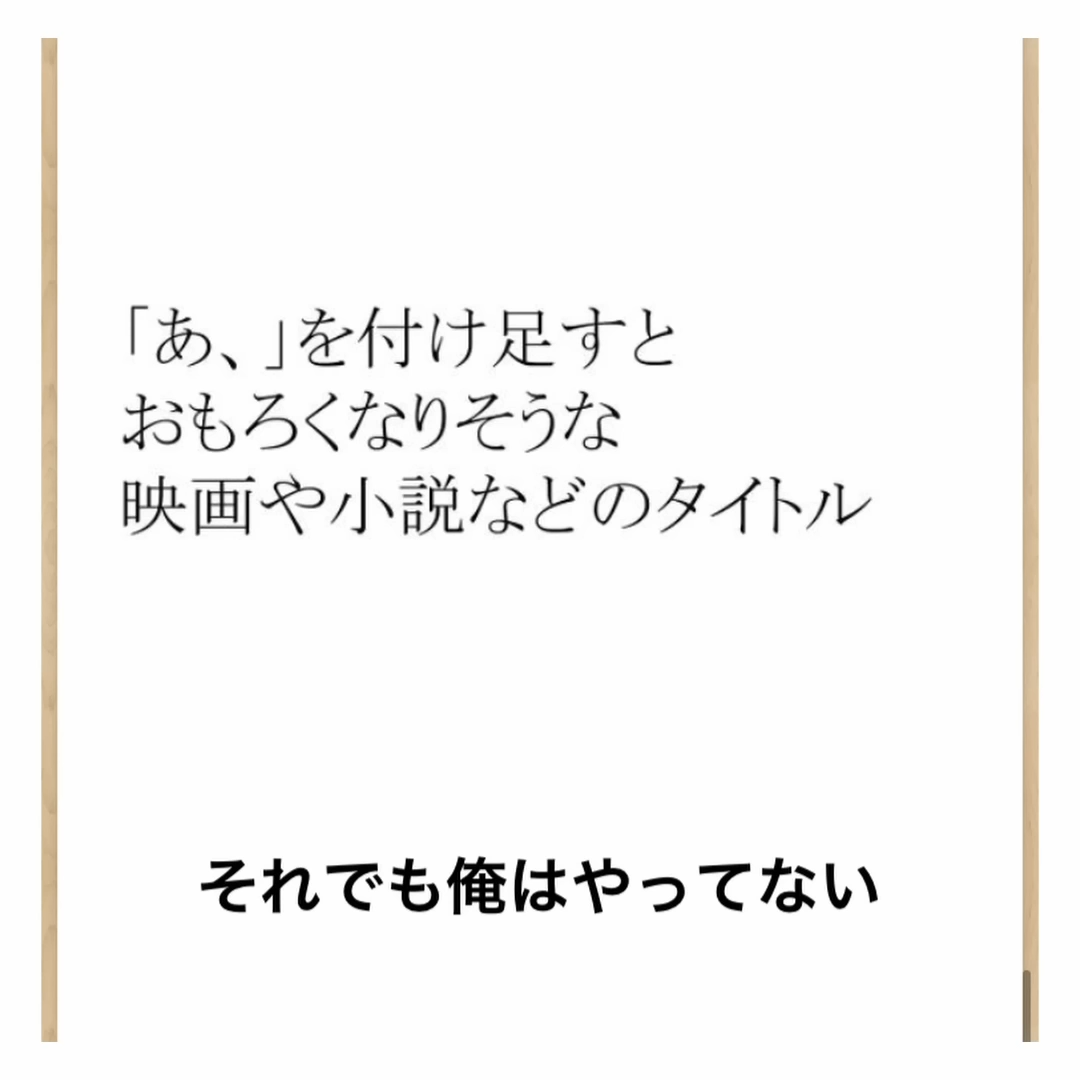 「あ、」を付け足すと
おもろくなりそうな
映画や小説などのタイトル
それでも俺はやってない